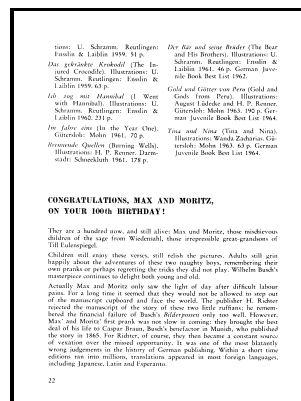 tions: U. Schramm. Reutlingen:
Ensslin & Laiblin 1959. 51 p.
Das gekränkte Krokodil (The In-
jured Crocodile). Illustrations: U.
Schramm. Reutlingen: Ensslin &
Laiblin 1959. 63 p.
Ich zog mit Hannibal (I Went
with Hannibal). Illustrations: U.
Schramm. Reutlingen: Ensslin &
Laiblin 1960. 231 p.
Im Jahre eins (In the Year One).
Gütersloh: Mohn 1961. 70 p.
Brennende Quellen (Burning Wells).
Illustrations: H. P. Renner. Darm-
stadt: Schneekluth 1961. 178 p.
Der Bär und seine Brüder (The Bear
and His Brothers). Illustrations: U.
Schramm. Reutlingen: Ensslin &
Laiblin 1961. 46 p. German Juve-
nile Book Best List 1962.
Gold und Götter von Peru (Gold and
Gods from Peru). Illustrations:
August Lüdecke and H. P. Renner.
Gütersloh: Mohn 1963. 190 p. Ger-
man Juvenile Book Best List 1964.
Tina und Nina (Tina and Nina).
Illustrations: Wanda Zacharias. Gü-
tersloh: Mohn 1963. 63 p. German
Juvenile Book Best List 1964.
CONGRATULATIONS, MAX AND MORITZ,
ON YOUR 100th BIRTHDAY!
They are a hundred now, and still alive: Max und Moritz, those mischievous
children of the sage from Wiedensahl, those irrepressible great-grandsons of
Till Eulenspiegel.
Children still enjoy these verses, still relish the pictures. Adults still grin
happily about the adventures of these two naughty boys, remembering their
own pranks or perhaps regretting the tricks they did not play. Wilhelm Busch's
masterpiece continues to delight both young and old.
Actually Max and Moritz only saw the light of day after difficult labour
pains. For a long time it seemed that they would not be allowed to step out
of the manuscript cupboard and face the world. The publisher H. Richter
rejected the manuscript of the story of these two little ruffians: he remem-
bered the financial failure of Busch's Bilderpossen only too well. However,
Max' and Moritz' first prank was not slow in coming: they brought the best
deal of his life to Caspar Braun, Busch's benefactor in Munich, who published
the story in 1865. For Richter, of course, they then became a constant source
of vexation over the missed opportunity. It was one of the most blatantly
wrong judgements in the history of German publishing. Within a short time
editions ran into millions, translations appeared in most foreign languages,
including Japanese, Latin and Esperanto.
22